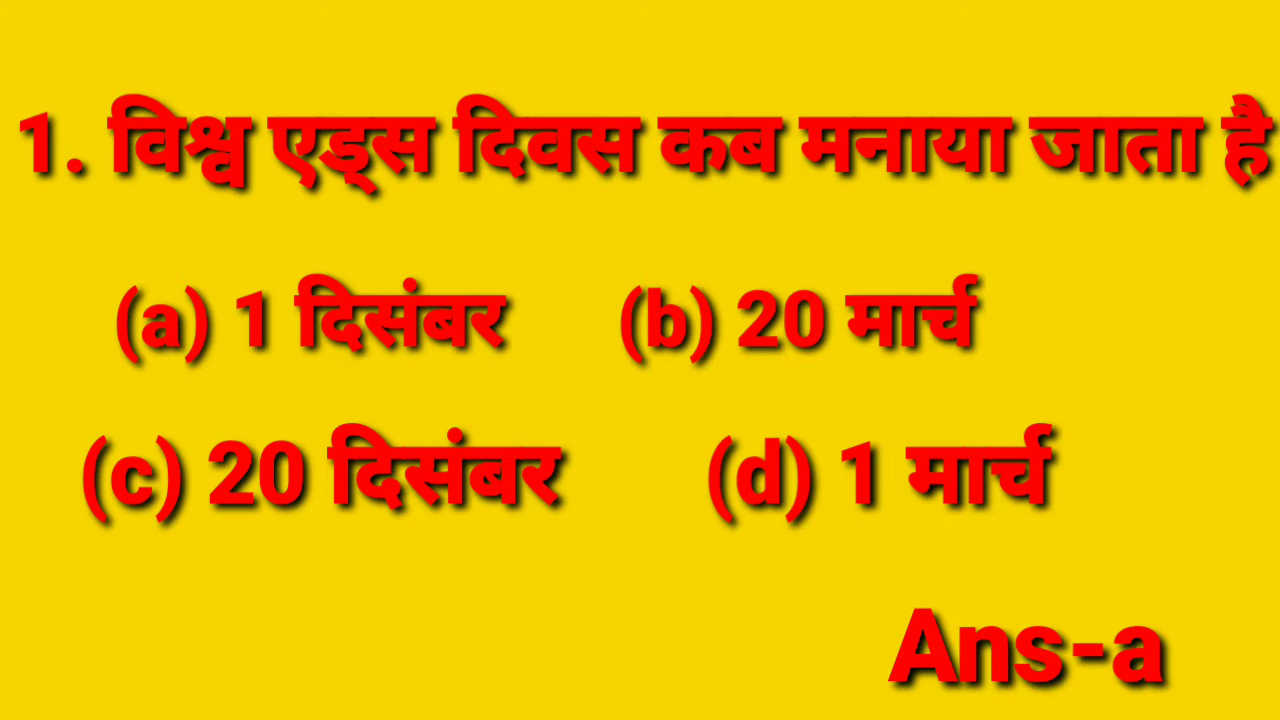 1. विश्व एड्स दिवस कब मनाया जाता है
(a) 1 दिसंबर (b) 20 मार्च
(c) 20 दिसंबर (d) 1 मार्च
Ans-a